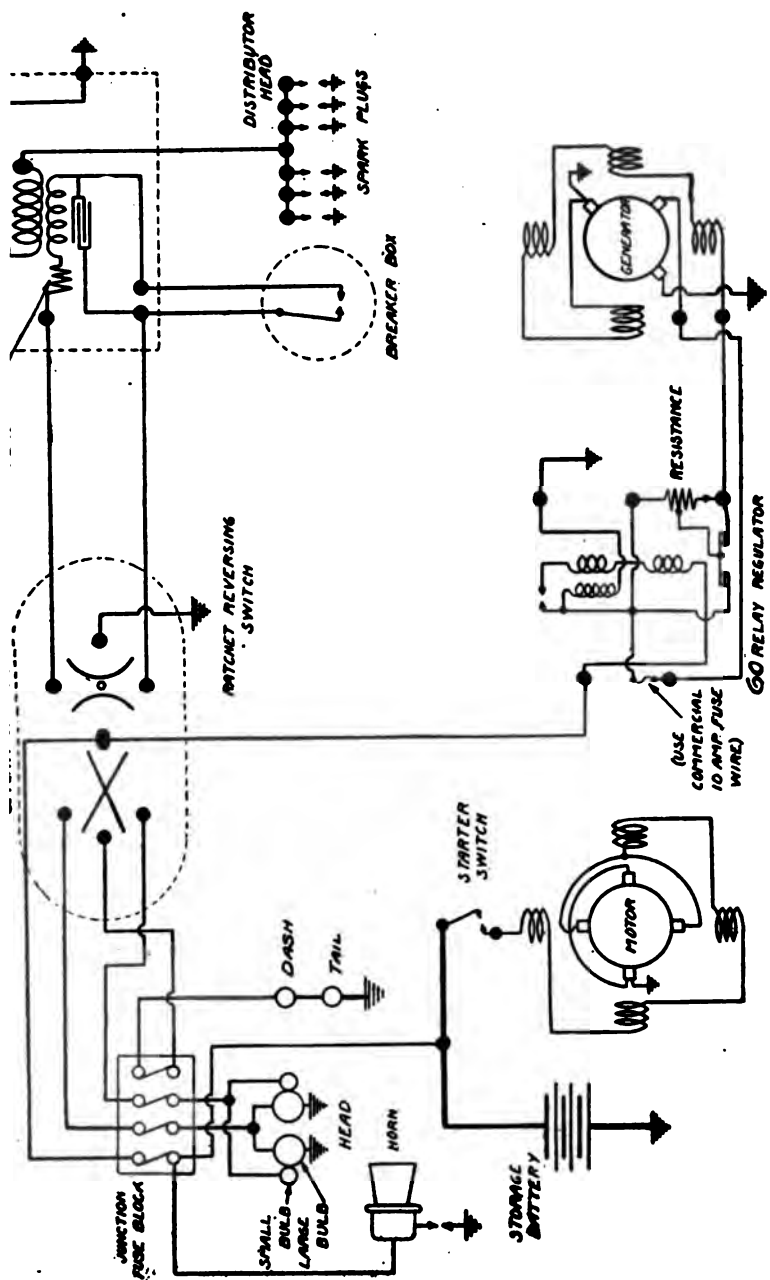 DISTRIBUTOR
HEAD
SPARK PLUGS
BREAKER BOX
GENERATOR
RESISTANCE
60 RELAY REGULATOR
RATCHET REVERSING
SWITCH
(USE
COMMERCIAL
10 AMP. FUSE
WIRE)
STARTER
SWITCH
MOTOR
DASH
TAIL
JUNCTION
FUSE BLOCK
HEAD
SMALL
BULB
LARGE
BULB
HORN
STORAGE
BATTERY